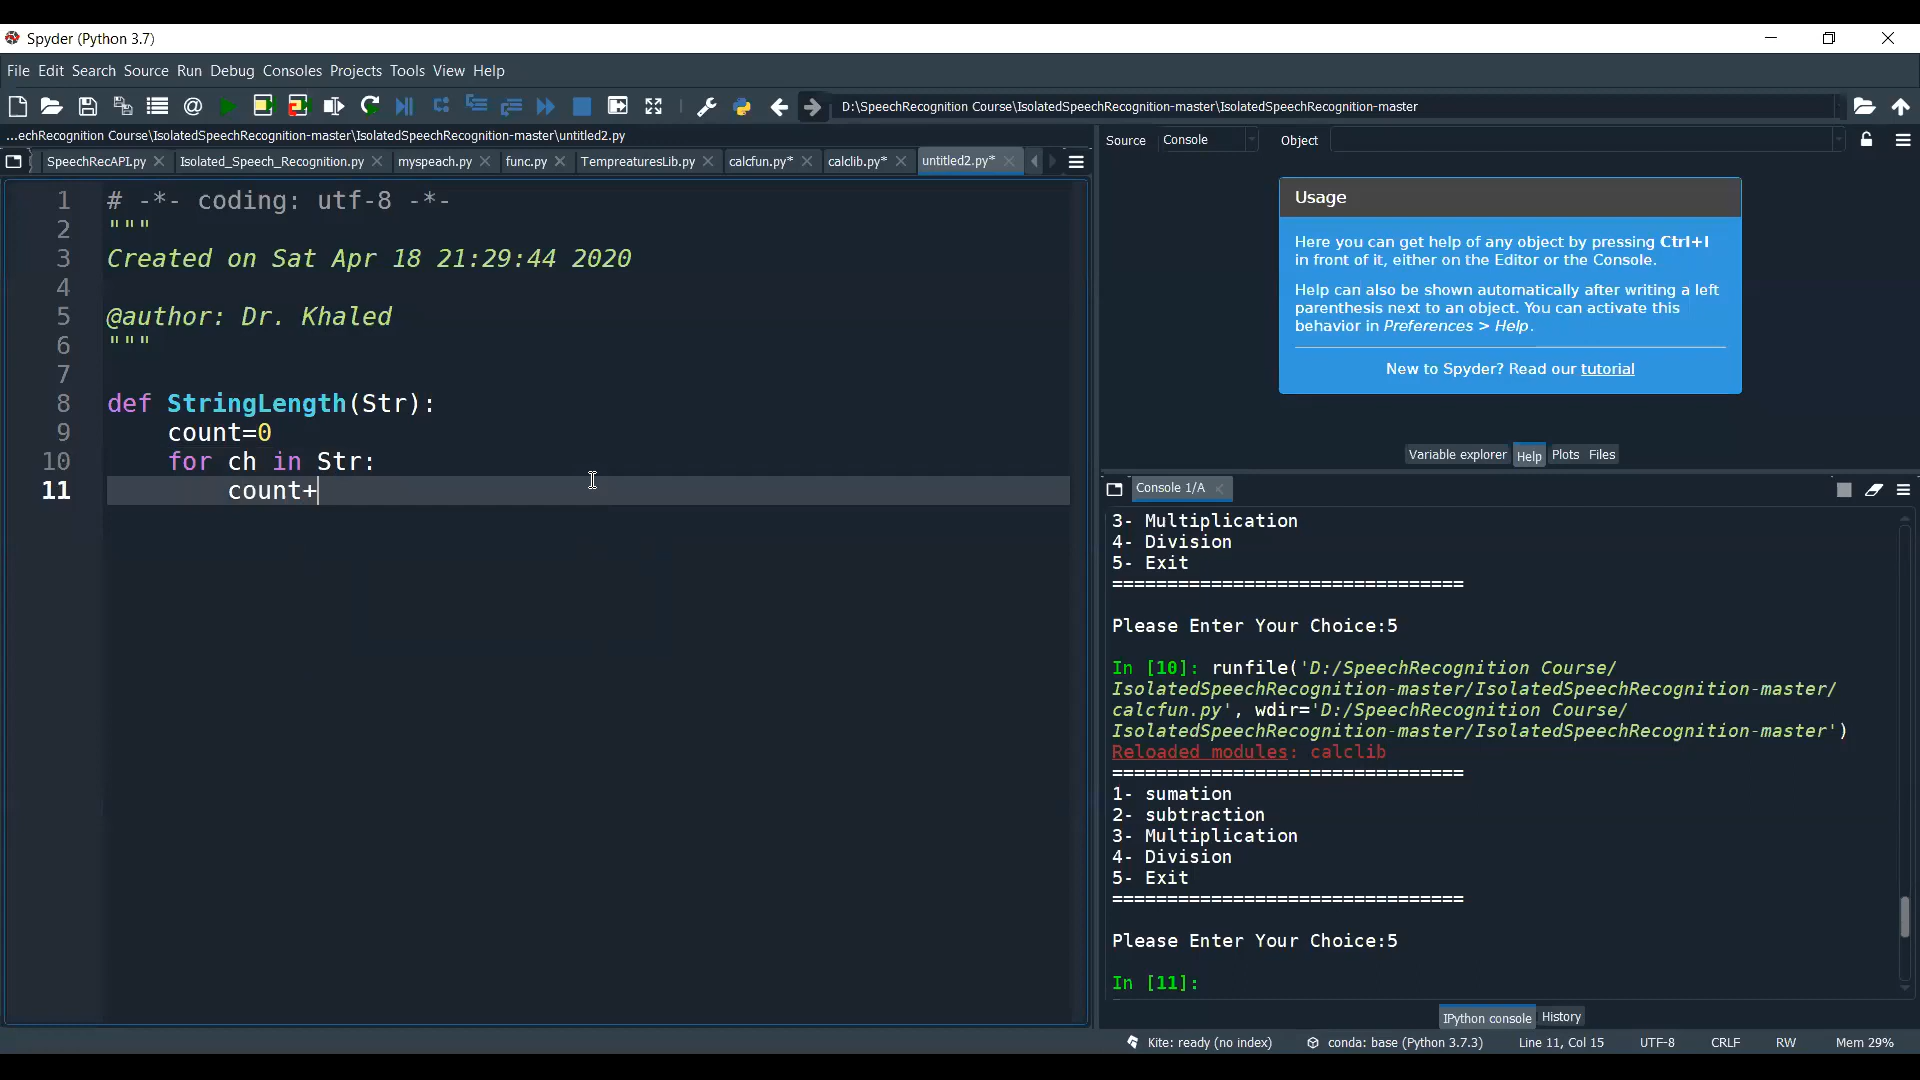 Spyder (Python 3.7)
File Edit Search Source Run Debug Consoles Projects Tools View Help
D:\SpeechRecognition Course\IsolatedSpeechRecognition-master\IsolatedSpeechRecognition-master
...echRecognition Course\IsolatedSpeechRecognition-master\IsolatedSpeechRecognition-master\untitled2.py
SpeechRecAPI.py Isolated_Speech_Recognition.py myspeach.py func.py TempreaturesLib.py calcfun.py* calclib.py* untitled2.py*
1 # -*- coding: utf-8 -*-
2 """
3 Created on Sat Apr 18 21:29:44 2020
4
5 @author: Dr. Khaled
6 """
7
8 def StringLength(Str):
9 count=0
10 for ch in Str:
11 count+
Source Console Object
Usage
Here you can get help of any object by pressing Ctrl+I
in front of it, either on the Editor or the Console.
Help can also be shown automatically after writing a left
parenthesis next to an object. You can activate this
behavior in Preferences > Help.
New to Spyder? Read our tutorial
Variable explorer Help Plots Files
Console 1/A
3- Multiplication
4- Division
5- Exit
================================
Please Enter Your Choice:5
In [10]: runfile('D:/SpeechRecognition Course/
IsolatedSpeechRecognition-master/IsolatedSpeechRecognition-master/
calcfun.py', wdir='D:/SpeechRecognition Course/
IsolatedSpeechRecognition-master/IsolatedSpeechRecognition-master')
Reloaded modules: calclib
================================
1- sumation
2- subtraction
3- Multiplication
4- Division
5- Exit
================================
Please Enter Your Choice:5
In [11]:
IPython console History
Kite: ready (no index) conda: base (Python 3.7.3) Line 11, Col 15 UTF-8 CRLF RW Mem 29%